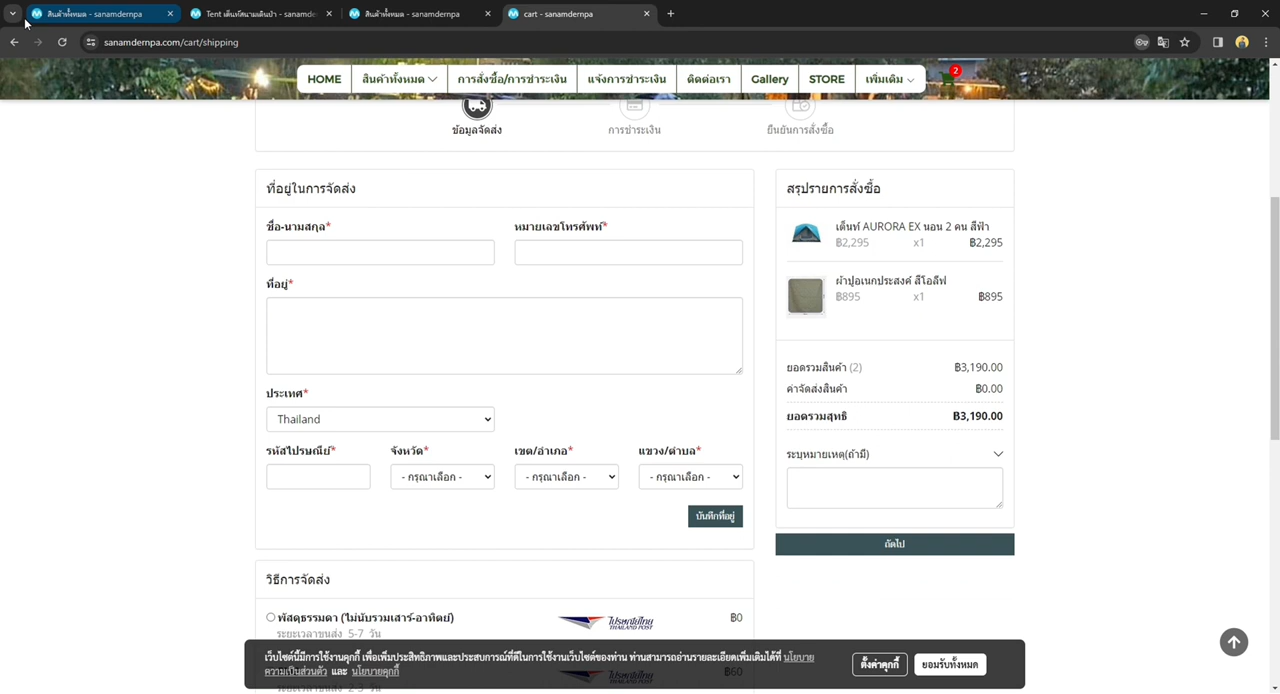 สินค้าทั้งหมด - sanamdernpa
Tent เต็นท์สนามเดินป่า - sanamde
สินค้าทั้งหมด - sanamdernpa
cart - sanamdernpa
sanamdernpa.com/cart/shipping
HOME
สินค้าทั้งหมด
การสั่งซื้อ/การชำระเงิน
แจ้งการชำระเงิน
ติดต่อเรา
Gallery
STORE
เพิ่มเติม
2
ข้อมูลจัดส่ง
การชำระเงิน
ยืนยันการสั่งซื้อ
ที่อยู่ในการจัดส่ง
ชื่อ-นามสกุล*
หมายเลขโทรศัพท์*
ที่อยู่*
ประเทศ*
Thailand
รหัสไปรษณีย์*
จังหวัด*
เขต/อำเภอ*
แขวง/ตำบล*
- กรุณาเลือก -
- กรุณาเลือก -
- กรุณาเลือก -
บันทึกที่อยู่
สรุปรายการสั่งซื้อ
เต็นท์ AURORA EX นอน 2 คน สีฟ้า
฿2,295 x1 ฿2,295
ผ้าปูอเนกประสงค์ สีโอลีฟ
฿895 x1 ฿895
ยอดรวมสินค้า (2) ฿3,190.00
ค่าจัดส่งสินค้า ฿0.00
ยอดรวมสุทธิ ฿3,190.00
ระบุหมายเหตุ(ถ้ามี)
ถัดไป
วิธีการจัดส่ง
พัสดุธรรมดา (ไม่นับรวมเสาร์-อาทิตย์)
ไปรษณีย์ไทย
THAILAND POST
฿0
ระยะเวลาขนส่ง 5-7 วัน
เว็บไซต์นี้มีการใช้งานคุกกี้ เพื่อเพิ่มประสิทธิภาพและประสบการณ์ที่ดีในการใช้งานเว็บไซต์ของท่าน ท่านสามารถอ่านรายละเอียดเพิ่มเติมได้ที่ นโยบาย
ความเป็นส่วนตัว และ นโยบายคุกกี้
ตั้งค่าคุกกี้
ยอมรับทั้งหมด
฿60
ระยะเวลาขนส่ง 2-3 วัน